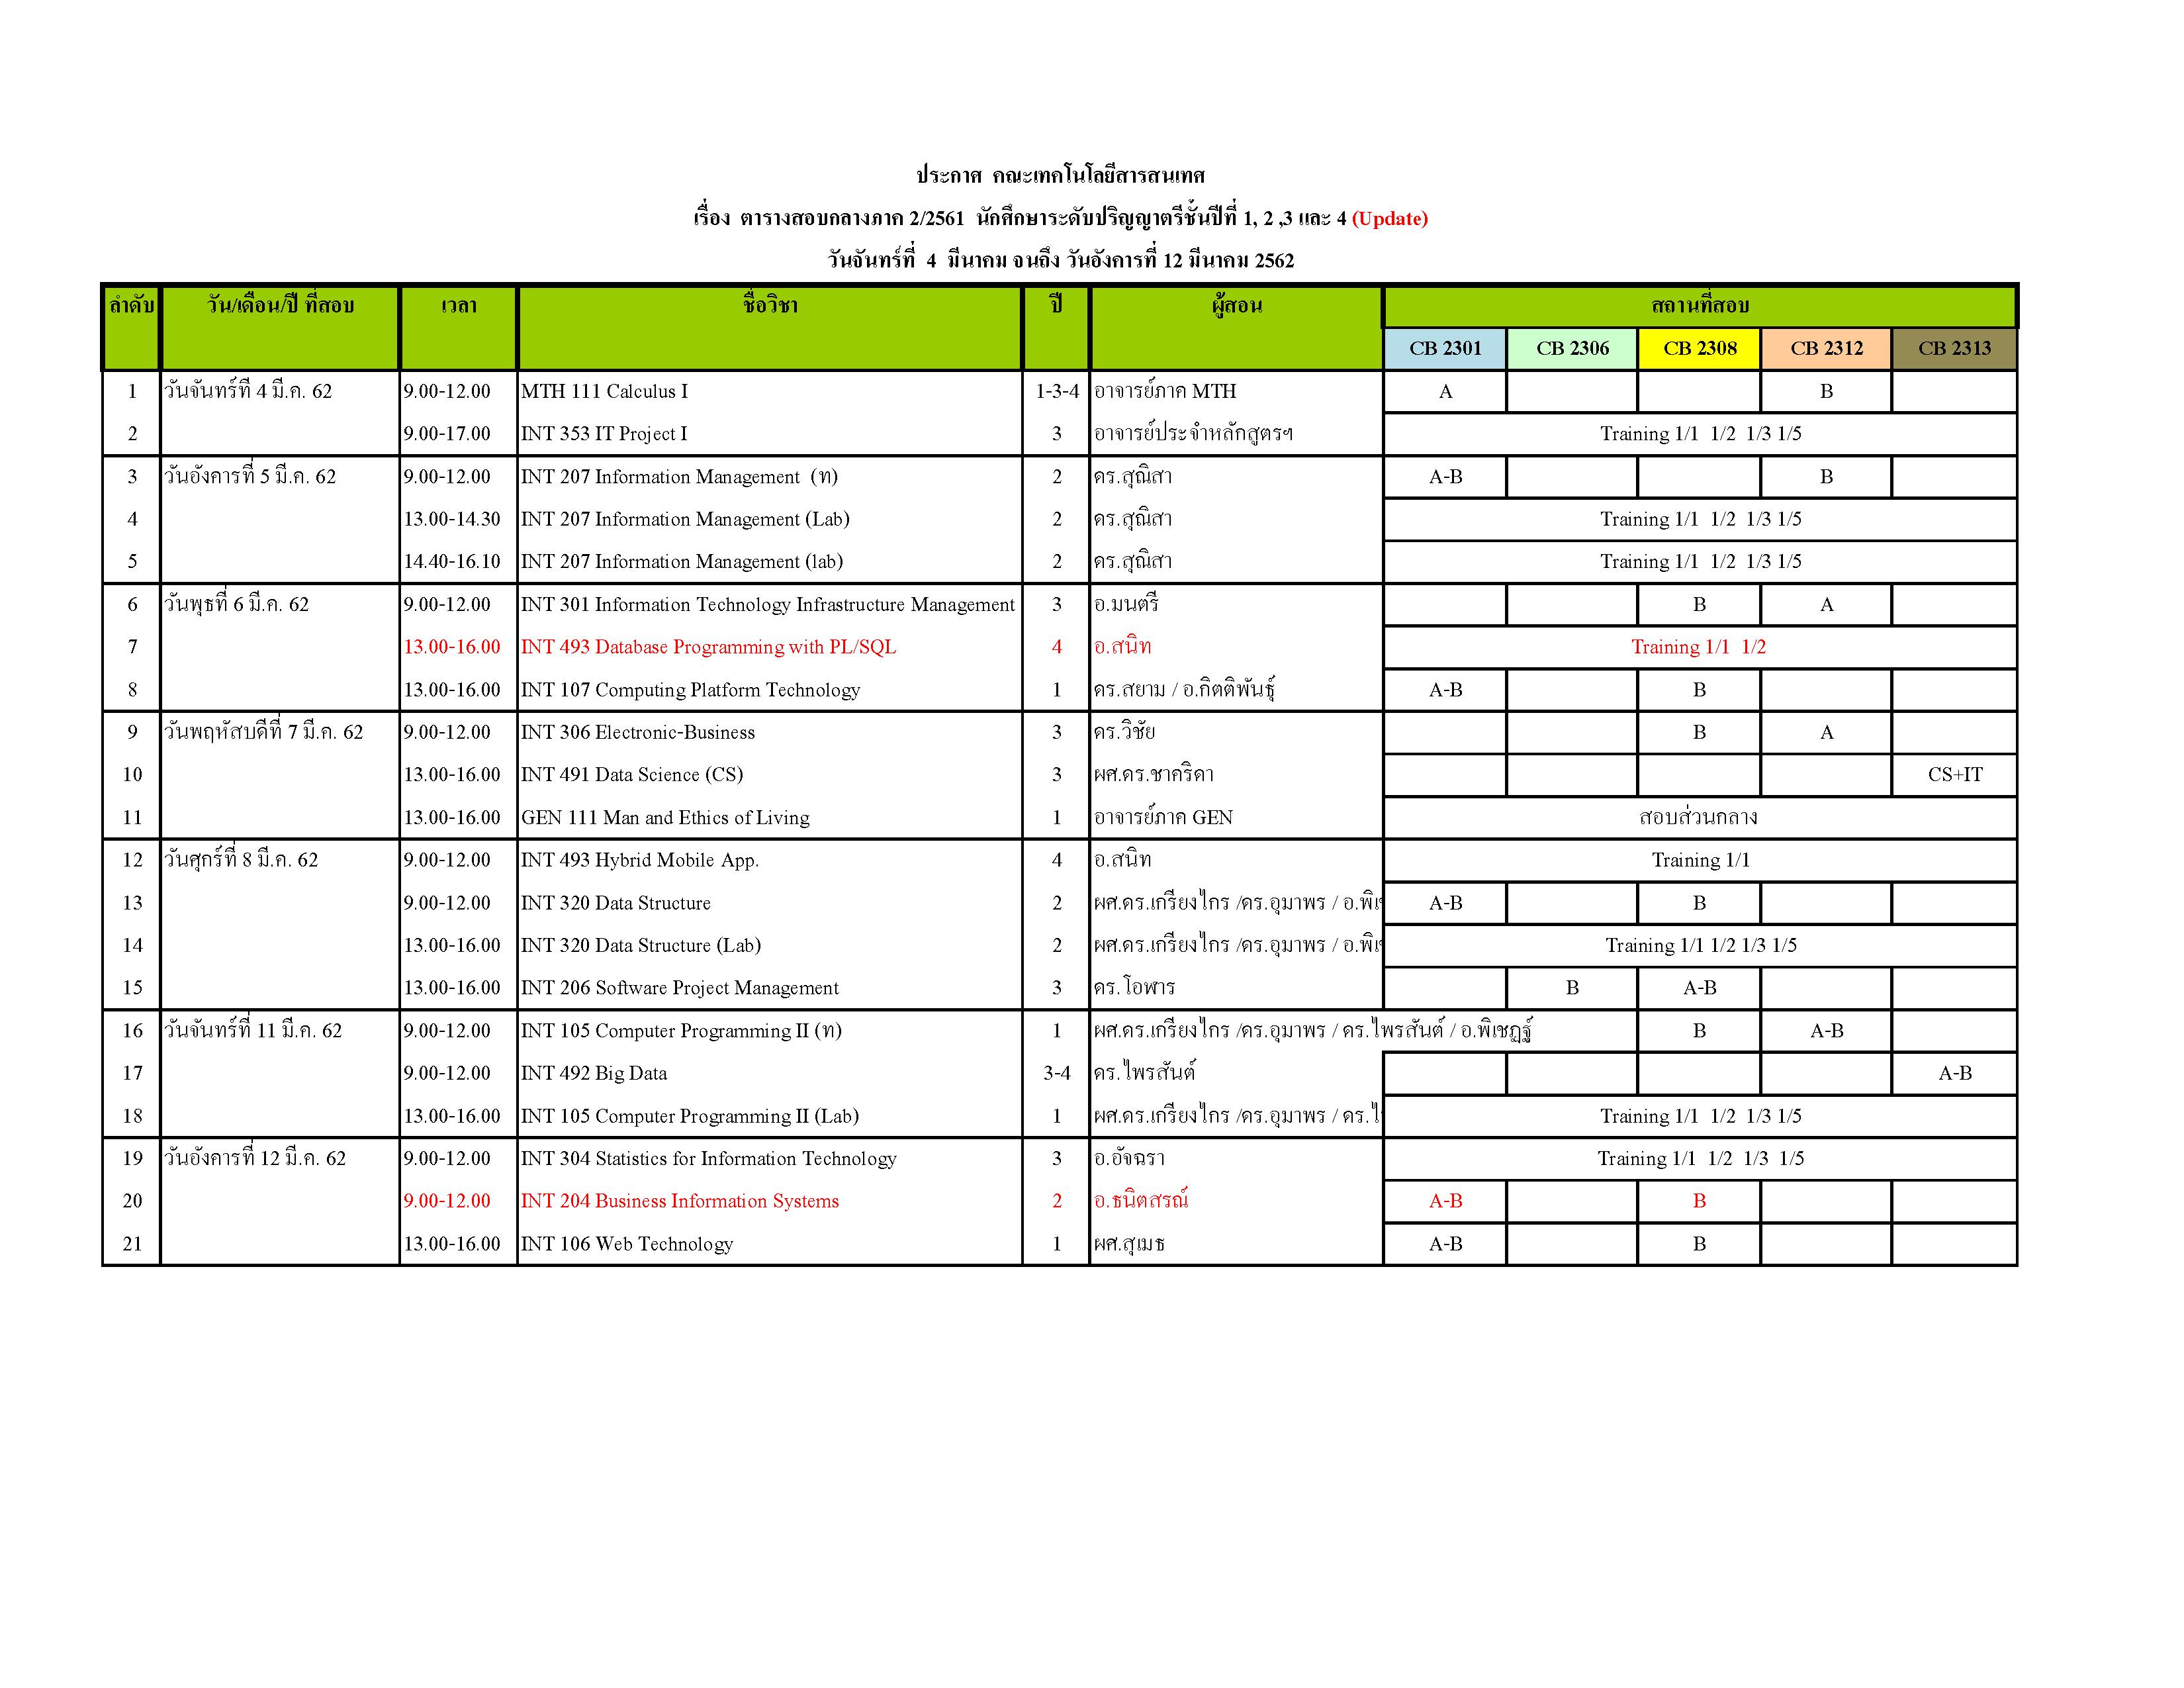 ประกาศ คณะเทคโนโลยีสารสนเทศ
เรื่อง ตารางสอบกลางภาค 2/2561 นักศึกษาระดับปริญญาตรีชั้นปีที่ 1, 2 ,3 และ 4 (Update)
วันจันทร์ที่ 4 มีนาคม จนถึง วันอังคารที่ 12 มีนาคม 2562
ลำดับ วัน/เดือน/ปี ที่สอบ เวลา ชื่อวิชา ปี ผู้สอน สถานที่สอบ
CB 2301 CB 2306 CB 2308 CB 2312 CB 2313
1 วันจันทร์ที่ 4 มี.ค. 62 9.00-12.00 MTH 111 Calculus I 1-3-4 อาจารย์ภาค MTH A B
2 9.00-17.00 INT 353 IT Project I 3 อาจารย์ประจำหลักสูตรฯ Training 1/1 1/2 1/3 1/5
3 วันอังคารที่ 5 มี.ค. 62 9.00-12.00 INT 207 Information Management (ท) 2 ดร.สุณิสา A-B B
4 13.00-14.30 INT 207 Information Management (Lab) 2 ดร.สุณิสา Training 1/1 1/2 1/3 1/5
5 14.40-16.10 INT 207 Information Management (lab) 2 ดร.สุณิสา Training 1/1 1/2 1/3 1/5
6 วันพุธที่ 6 มี.ค. 62 9.00-12.00 INT 301 Information Technology Infrastructure Management 3 อ.มนตรี B A
7 13.00-16.00 INT 493 Database Programming with PL/SQL 4 อ.สนิท Training 1/1 1/2
8 13.00-16.00 INT 107 Computing Platform Technology 1 ดร.สยาม / อ.กิตติพันธุ์ A-B B
9 วันพฤหัสบดีที่ 7 มี.ค. 62 9.00-12.00 INT 306 Electronic-Business 3 ดร.วิชัย B A
10 13.00-16.00 INT 491 Data Science (CS) 3 ผศ.ดร.ชาคริดา CS+IT
11 13.00-16.00 GEN 111 Man and Ethics of Living 1 อาจารย์ภาค GEN สอบส่วนกลาง
12 วันศุกร์ที่ 8 มี.ค. 62 9.00-12.00 INT 493 Hybrid Mobile App. 4 อ.สนิท Training 1/1
13 9.00-12.00 INT 320 Data Structure 2 ผศ.ดร.เกรียงไกร /ดร.อุมาพร / A-B B
14 13.00-16.00 INT 320 Data Structure (Lab) 2 ผศ.ดร.เกรียงไกร /ดร.อุมาพร / Training 1/1 1/2 1/3 1/5
15 13.00-16.00 INT 206 Software Project Management 3 ดร.โอฬาร B A-B
16 วันจันทร์ที่ 11 มี.ค. 62 9.00-12.00 INT 105 Computer Programming II (ท) 1 ผศ.ดร.เกรียงไกร /ดร.อุมาพร / ดร.ไพรสันต์ / อ.พิเชฏฐ์ B A-B
17 9.00-12.00 INT 492 Big Data 3-4 ดร.ไพรสันต์ A-B
18 13.00-16.00 INT 105 Computer Programming II (Lab) 1 ผศ.ดร.เกรียงไกร /ดร.อุมาพร / Training 1/1 1/2 1/3 1/5
19 วันอังคารที่ 12 มี.ค. 62 9.00-12.00 INT 304 Statistics for Information Technology 3 อ.อัจฉรา Training 1/1 1/2 1/3 1/5
20 9.00-12.00 INT 204 Business Information Systems 2 อ.ธนิตสรณ์ A-B B
21 13.00-16.00 INT 106 Web Technology 1 ผศ.สุเมธ A-B B